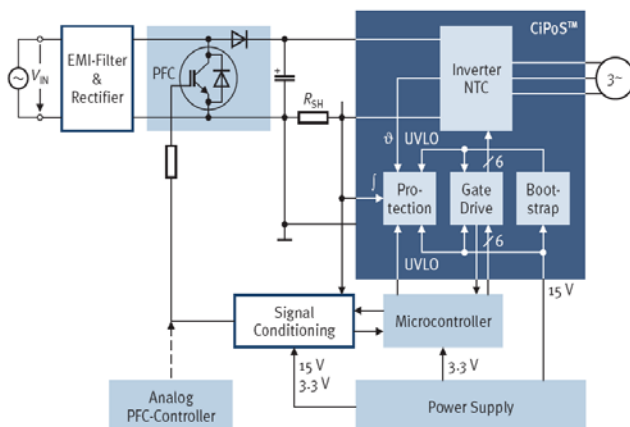 CiPoS™
EMI-Filter
&
Rectifier
V_IN
~
PFC
+
R_SH
Inverter
NTC
3~
ϑ
UVLO
6
∫
Pro-
tection
Gate
Drive
Boot-
strap
UVLO
6
15 V
Signal
Conditioning
Microcontroller
15 V
3.3 V
3.3 V
Analog
PFC-Controller
Power Supply